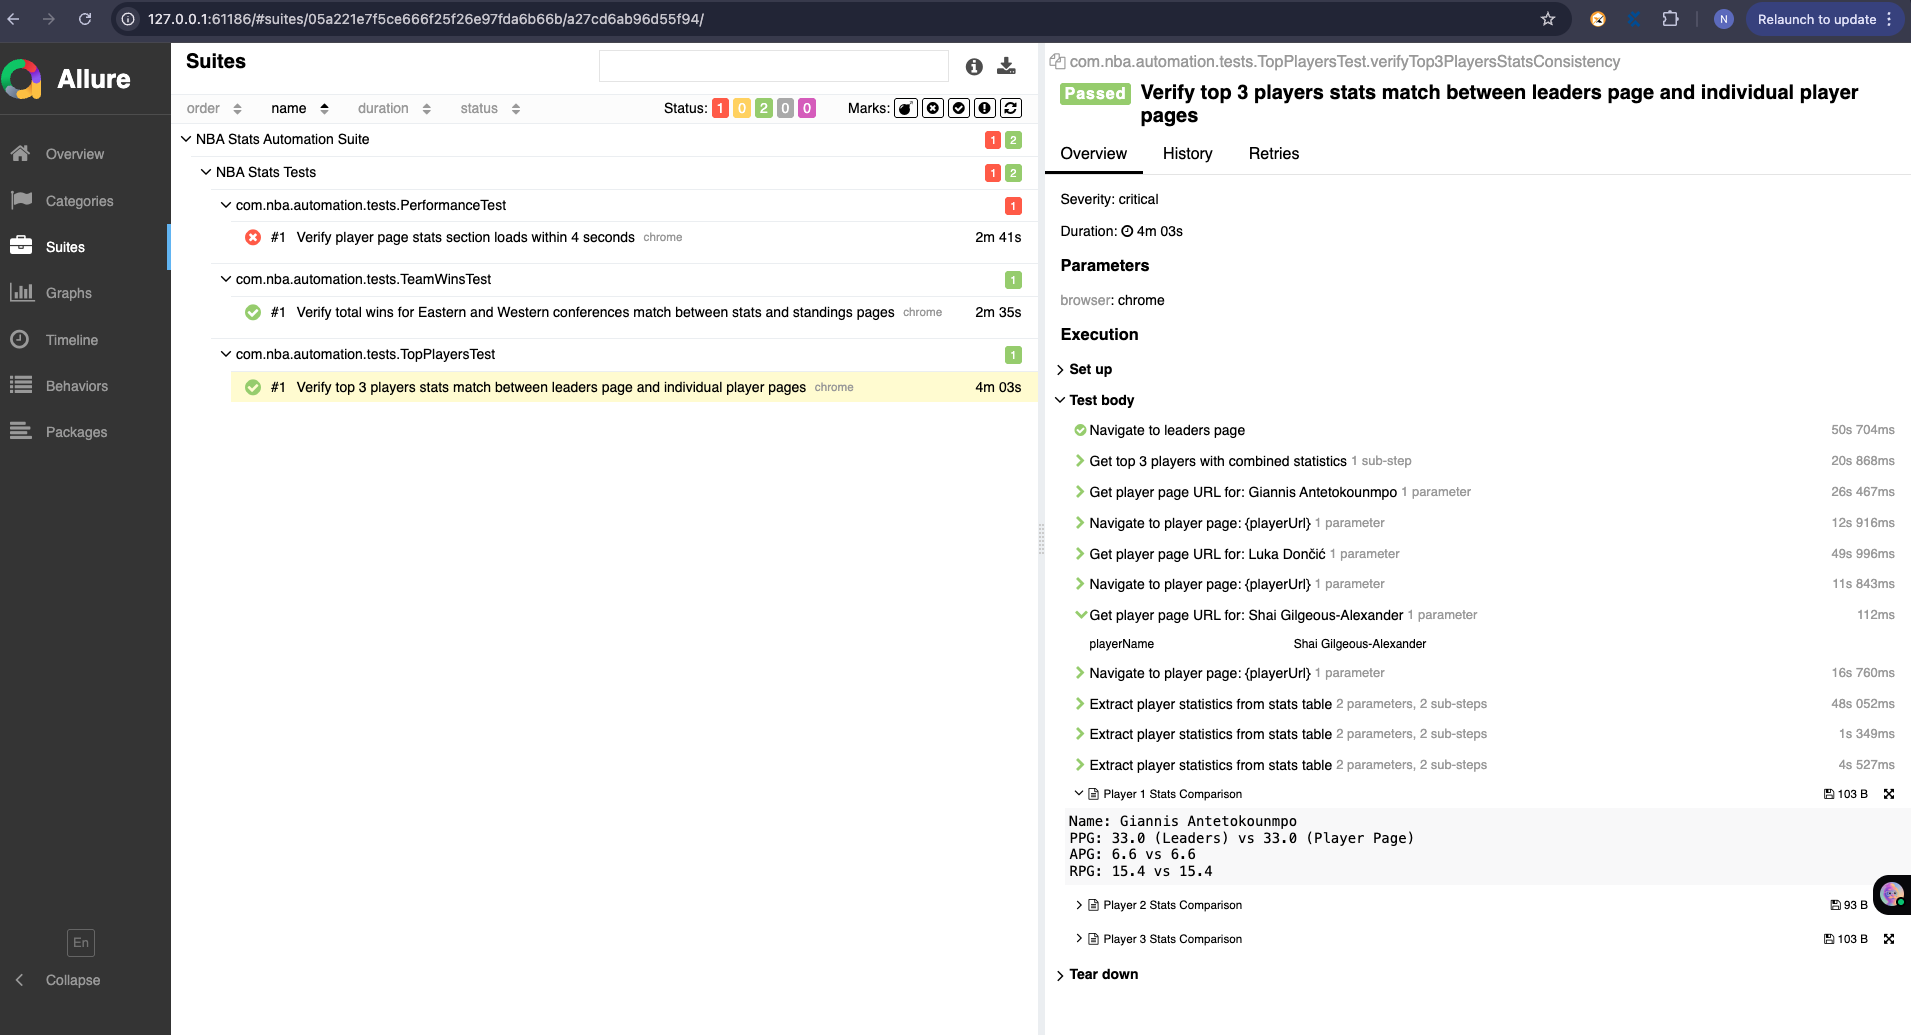 127.0.0.1:61186/#suites/05a221e7f5ce666f25f26e97fda6b66b/a27cd6ab96d55f94/
N
Relaunch to update
Allure
Overview
Categories
Suites
Graphs
Timeline
Behaviors
Packages
En
Collapse
Suites
order name duration status
Status: 1 0 2 0 0 Marks:
NBA Stats Automation Suite 1 2
NBA Stats Tests 1 2
com.nba.automation.tests.PerformanceTest 1
#1 Verify player page stats section loads within 4 seconds chrome 2m 41s
com.nba.automation.tests.TeamWinsTest 1
#1 Verify total wins for Eastern and Western conferences match between stats and standings pages chrome 2m 35s
com.nba.automation.tests.TopPlayersTest 1
#1 Verify top 3 players stats match between leaders page and individual player pages chrome 4m 03s
com.nba.automation.tests.TopPlayersTest.verifyTop3PlayersStatsConsistency
Passed Verify top 3 players stats match between leaders page and individual player
pages
Overview History Retries
Severity: critical
Duration: 4m 03s
Parameters
browser: chrome
Execution
Set up
Test body
Navigate to leaders page 50s 704ms
Get top 3 players with combined statistics 1 sub-step 20s 868ms
Get player page URL for: Giannis Antetokounmpo 1 parameter 26s 467ms
Navigate to player page: {playerUrl} 1 parameter 12s 916ms
Get player page URL for: Luka Dončić 1 parameter 49s 996ms
Navigate to player page: {playerUrl} 1 parameter 11s 843ms
Get player page URL for: Shai Gilgeous-Alexander 1 parameter 112ms
playerName Shai Gilgeous-Alexander
Navigate to player page: {playerUrl} 1 parameter 16s 760ms
Extract player statistics from stats table 2 parameters, 2 sub-steps 48s 052ms
Extract player statistics from stats table 2 parameters, 2 sub-steps 1s 349ms
Extract player statistics from stats table 2 parameters, 2 sub-steps 4s 527ms
Player 1 Stats Comparison 103 B
Name: Giannis Antetokounmpo
PPG: 33.0 (Leaders) vs 33.0 (Player Page)
APG: 6.6 vs 6.6
RPG: 15.4 vs 15.4
Player 2 Stats Comparison 93 B
Player 3 Stats Comparison 103 B
Tear down